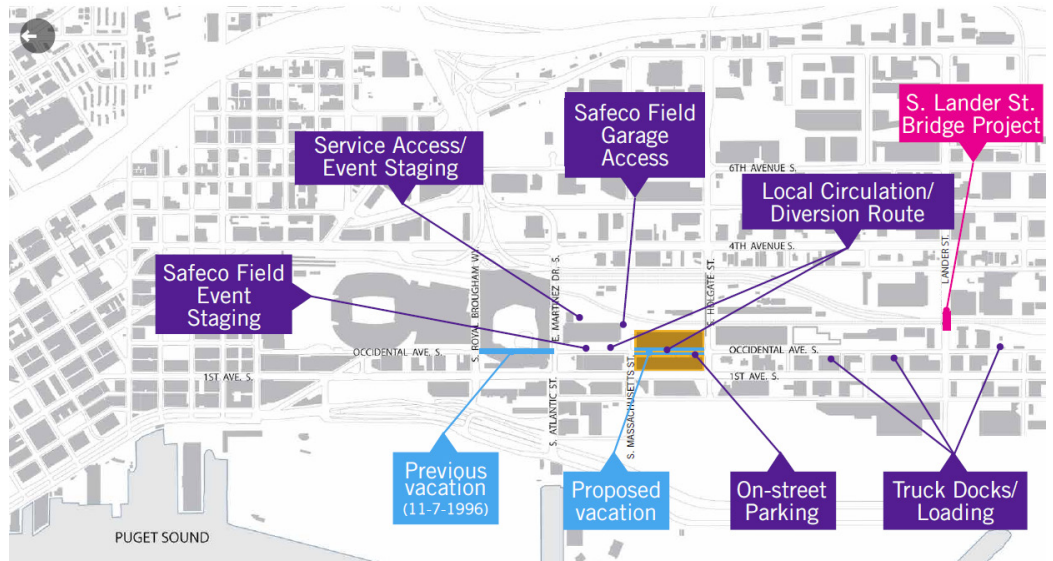 Safeco Field
Garage
Access
S. Lander St.
Bridge Project
Service Access/
Event Staging
6TH AVENUE S.
Local Circulation/
Diversion Route
4TH AVENUE S.
Safeco Field
Event
Staging
S. ROYAL BROUGHAM WY.
E. MARTINEZ DR. S.
S. HOLGATE ST.
LANDER ST.
OCCIDENTAL AVE. S.
OCCIDENTAL AVE. S.
1ST AVE. S.
1ST AVE. S.
S. ATLANTIC ST.
S. MASSACHUSETTS ST.
Previous
vacation
(11-7-1996)
Proposed
vacation
On-street
Parking
Truck Docks/
Loading
PUGET SOUND